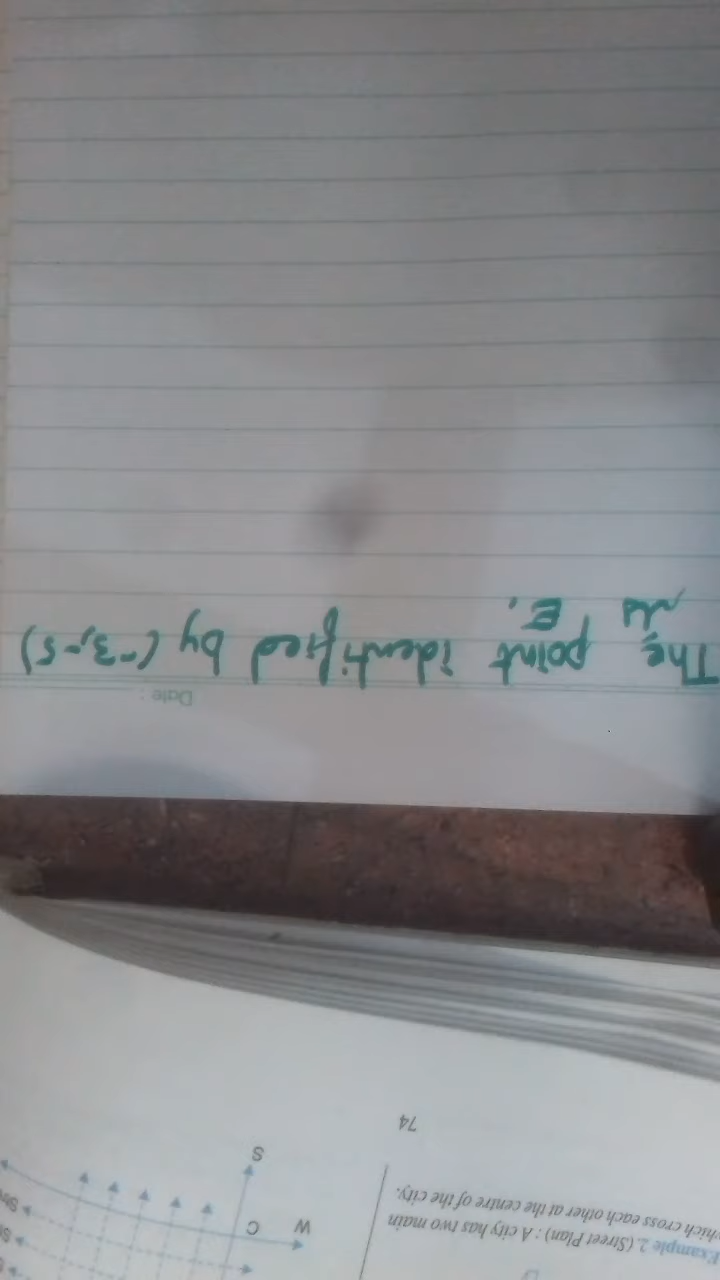 Date :
The point identified by (-3,-5)
is E.
Example 2. (Street Plan) : A city has two main
which cross each other at the centre of the city.
74
W
C
S